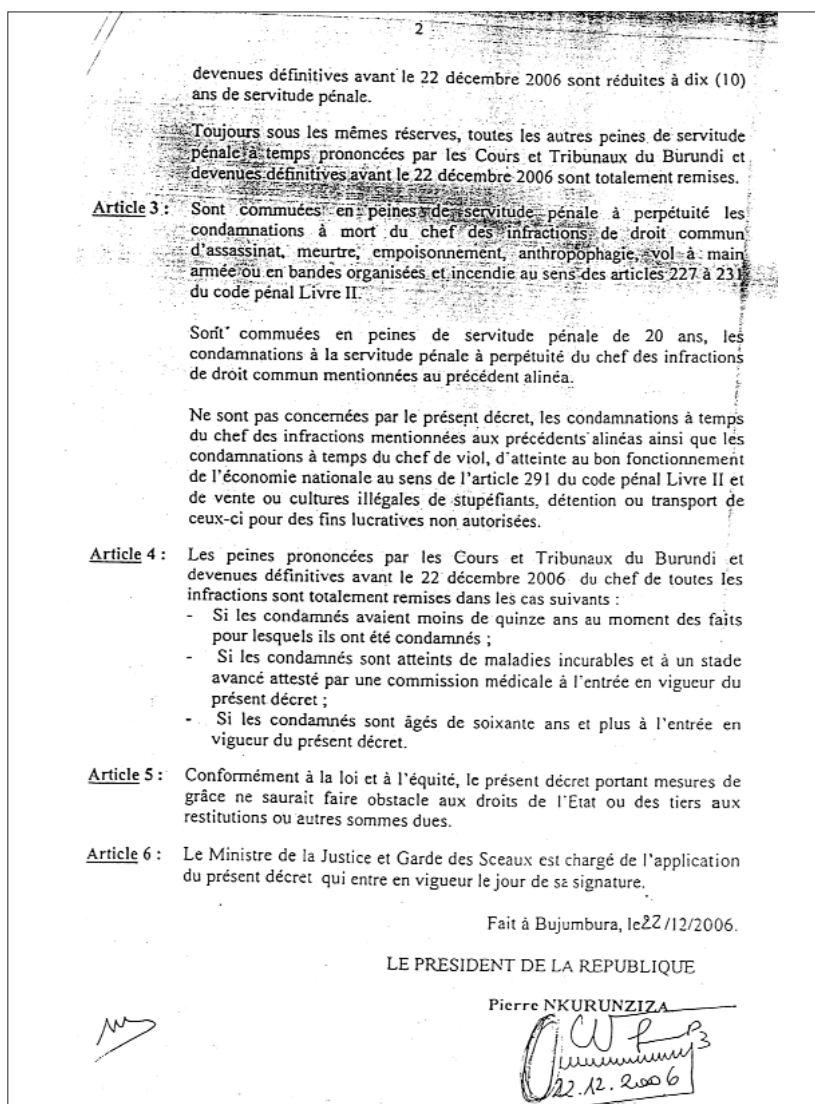 2
devenues définitives avant le 22 décembre 2006 sont réduites à dix (10)
ans de servitude pénale.
Toujours sous les mêmes réserves, toutes les autres peines de servitude
pénale à temps prononcées par les Cours et Tribunaux du Burundi et
devenues définitives avant le 22 décembre 2006 sont totalement remises.
Article 3 : Sont commuées en peines de servitude pénale à perpétuité les
condamnations à mort du chef des infractions de droit commun
d'assassinat, meurtre, empoisonnement, anthropophagie, vol à main
armée ou en bandes organisées et incendie au sens des articles 227 à 231
du code pénal Livre II.
Sont commuées en peines de servitude pénale de 20 ans, les
condamnations à la servitude pénale à perpétuité du chef des infractions
de droit commun mentionnées au précédent alinéa.
Ne sont pas concernées par le présent décret, les condamnations à temps
du chef des infractions mentionnées aux précédents alinéas ainsi que les
condamnations à temps du chef de viol, d'atteinte au bon fonctionnement
de l'économie nationale au sens de l'article 291 du code pénal Livre II et
de vente ou cultures illégales de stupéfiants, détention ou transport de
ceux-ci pour des fins lucratives non autorisées.
Article 4 : Les peines prononcées par les Cours et Tribunaux du Burundi et
devenues définitives avant le 22 décembre 2006 du chef de toutes les
infractions sont totalement remises dans les cas suivants :
- Si les condamnés avaient moins de quinze ans au moment des faits
pour lesquels ils ont été condamnés ;
- Si les condamnés sont atteints de maladies incurables et à un stade
avancé attesté par une commission médicale à l'entrée en vigueur du
présent décret ;
- Si les condamnés sont âgés de soixante ans et plus à l'entrée en
vigueur du présent décret.
Article 5 : Conformément à la loi et à l'équité, le présent décret portant mesures de
grâce ne saurait faire obstacle aux droits de l'Etat ou des tiers aux
restitutions ou autres sommes dues.
Article 6 : Le Ministre de la Justice et Garde des Sceaux est chargé de l'application
du présent décret qui entre en vigueur le jour de sa signature.
Fait à Bujumbura, le 22/12/2006.
LE PRESIDENT DE LA REPUBLIQUE
Pierre NKURUNZIZA
22.12.2006